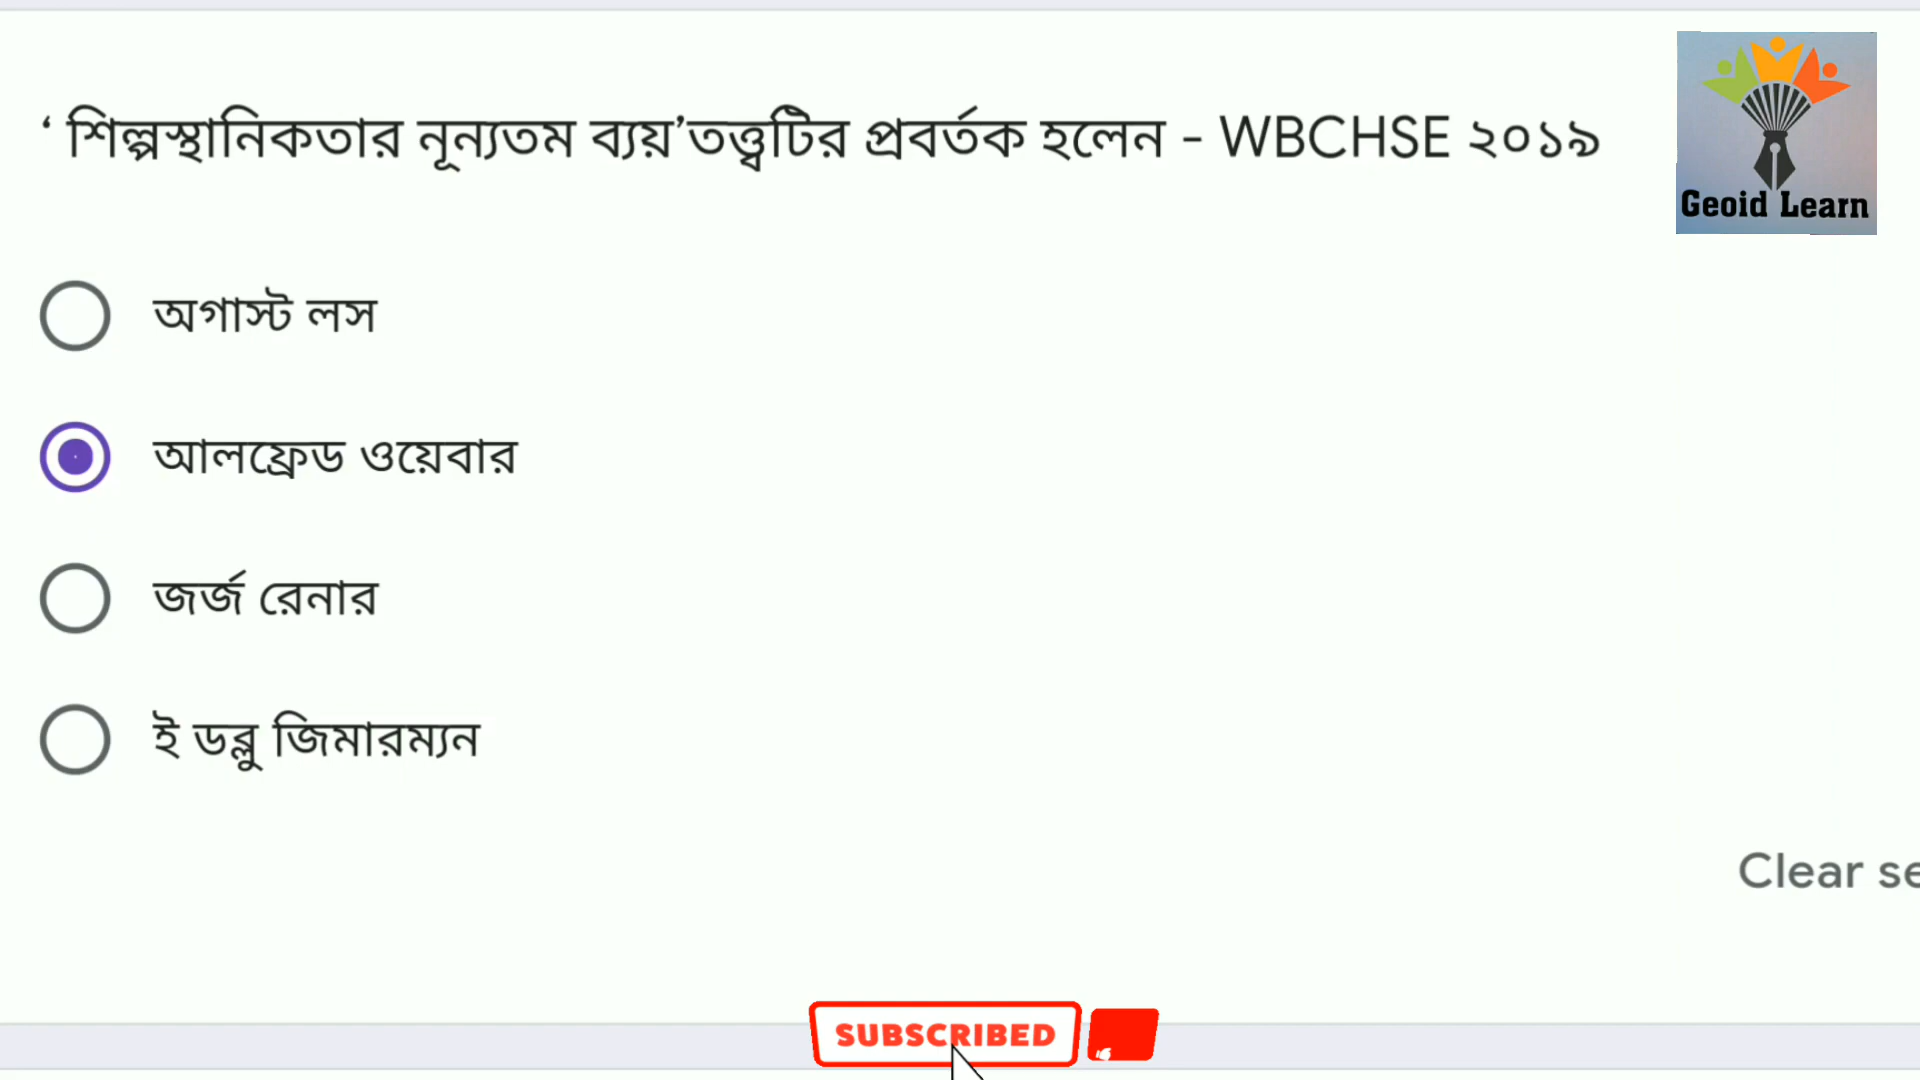 ‘ শিল্পস্থানিকতার নূন্যতম ব্যয়’তত্ত্বটির প্রবর্তক হলেন - WBCHSE ২০১৯
Geoid Learn
অগাস্ট লস
আলফ্রেড ওয়েবার
জর্জ রেনার
ই ডব্লু জিমারম্যন
Clear se
SUBSCRIBED